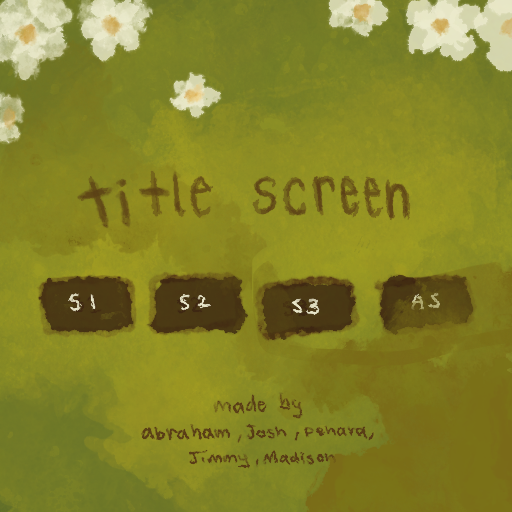 title screen
S1 S2 S3 AS
made by
abraham, Josh, penara,
Jimmy, Madison